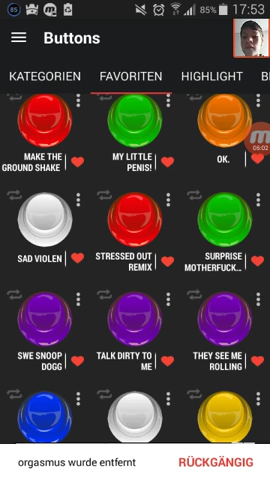 85
85%
17:53
Buttons
KATEGORIEN
FAVORITEN
HIGHLIGHT
MAKE THE
GROUND SHAKE
MY LITTLE
PENIS!
OK.
05:02
SAD VIOLEN
STRESSED OUT
REMIX
SURPRISE
MOTHERFUCK...
SWE SNOOP
DOGG
TALK DIRTY TO
ME
THEY SEE ME
ROLLING
orgasmus wurde entfernt
RÜCKGÄNGIG